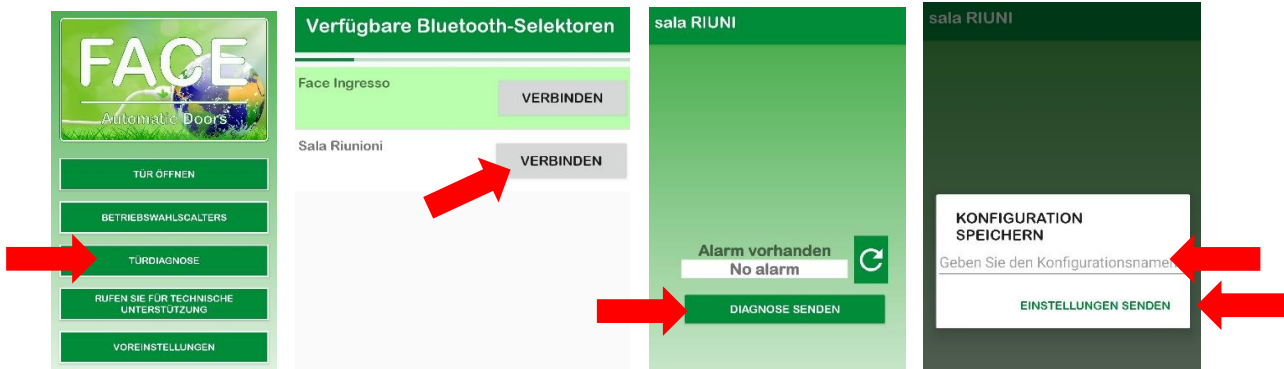 FACE
Automatic Doors
TÜR ÖFFNEN
BETRIEBSWAHLSCALTERS
TÜRDIAGNOSE
RUFEN SIE FÜR TECHNISCHE
UNTERSTÜTZUNG
VOREINSTELLUNGEN
Verfügbare Bluetooth-Selektoren
Face Ingresso
VERBINDEN
Sala Riunioni
VERBINDEN
sala RIUNI
Alarm vorhanden
No alarm
DIAGNOSE SENDEN
sala RIUNI
KONFIGURATION
SPEICHERN
Geben Sie den Konfigurationsnamen
EINSTELLUNGEN SENDEN